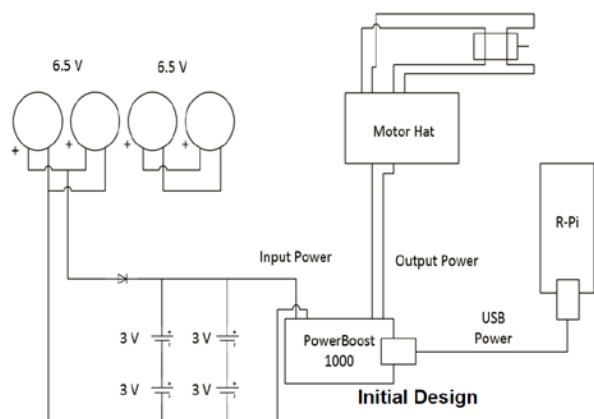 6.5 V
6.5 V
+
+
+
+
Motor Hat
R-Pi
Input Power
Output Power
USB
Power
PowerBoost
1000
3 V
+
-
3 V
+
-
3 V
+
-
3 V
+
-
Initial Design